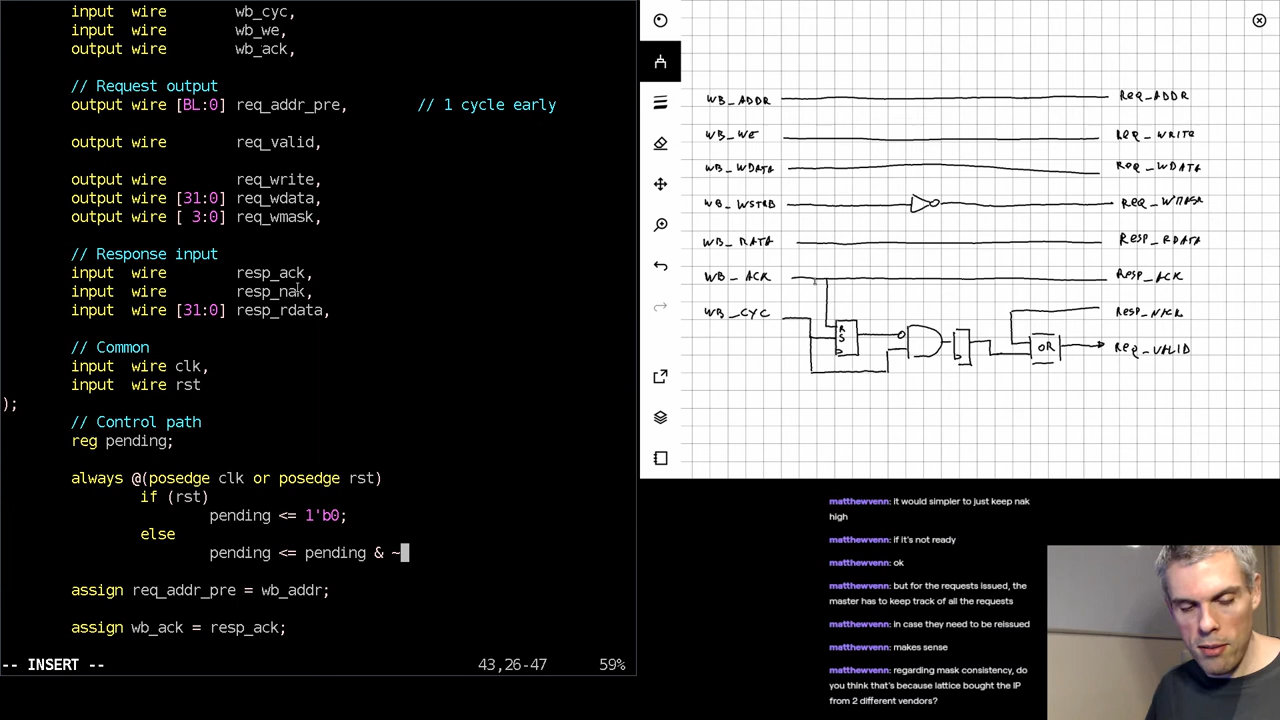 input  wire        wb_cyc,
input  wire        wb_we,
output wire        wb_ack,
// Request output
output wire [BL:0] req_addr_pre,        // 1 cycle early
output wire        req_valid,
output wire        req_write,
output wire [31:0] req_wdata,
output wire [ 3:0] req_wmask,
// Response input
input  wire        resp_ack,
input  wire        resp_nak,
input  wire [31:0] resp_rdata,
// Common
input  wire clk,
input  wire rst
);
// Control path
reg pending;
always @(posedge clk or posedge rst)
if (rst)
pending <= 1'b0;
else
pending <= pending & ~
assign req_addr_pre = wb_addr;
assign wb_ack = resp_ack;
-- INSERT --                43,26-47    59%
WB_ADDR    REQ_ADDR
WB_WE    REQ_WRITE
WB_WDATA    REQ_WDATA
WB_WSTRB    REQ_WMASK
WB_RATA    RESP_RDATA
WB_ACK    RESP_ACK
WB_CYC    RESP_NACK
R
S
OR    REQ_VALID
matthewvenn: it would simpler to just keep nak
high
matthewvenn: if it's not ready
matthewvenn: ok
matthewvenn: but for the requests issued, the
master has to keep track of all the requests
matthewvenn: in case they need to be reissued
matthewvenn: makes sense
matthewvenn: regarding mask consistency, do
you think that's because lattice bought the IP
from 2 different vendors?